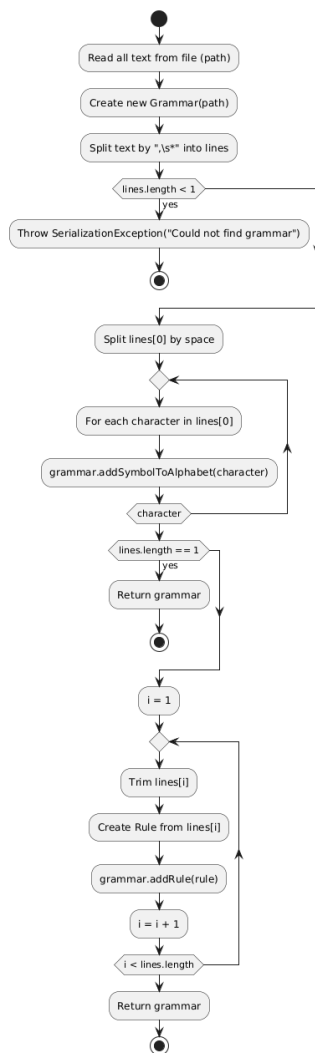 Read all text from file (path)
Create new Grammar(path)
Split text by ",\s*" into lines
lines.length < 1
yes
Throw SerializationException("Could not find grammar")
Split lines[0] by space
For each character in lines[0]
grammar.addSymbolToAlphabet(character)
character
lines.length == 1
yes
Return grammar
i = 1
Trim lines[i]
Create Rule from lines[i]
grammar.addRule(rule)
i = i + 1
i < lines.length
Return grammar